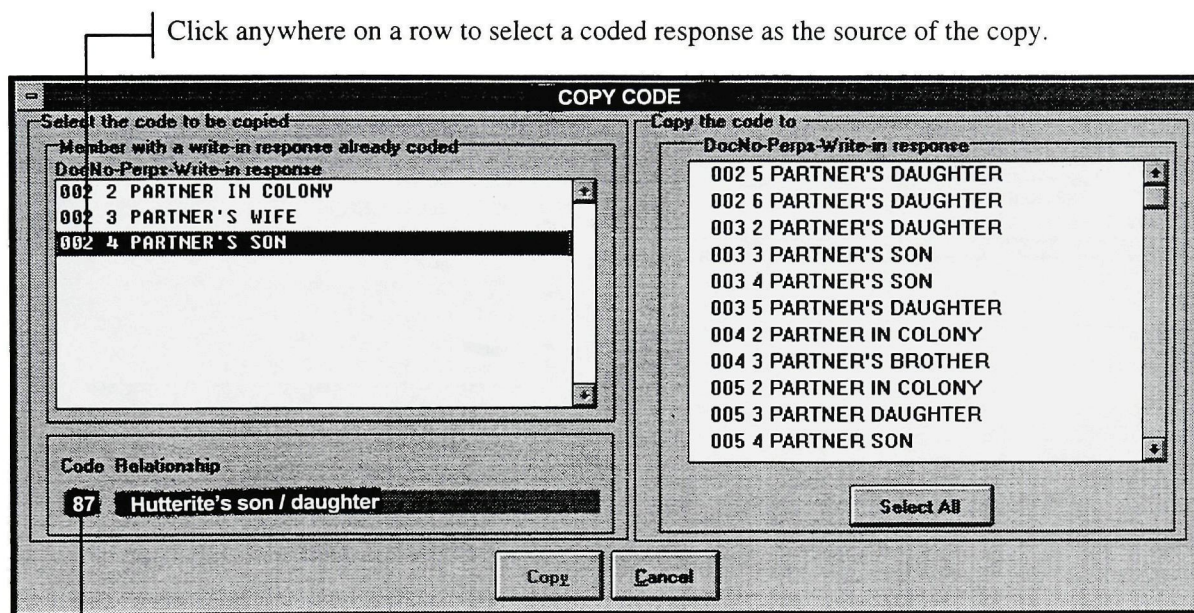 Click anywhere on a row to select a coded response as the source of the copy.
COPY CODE
Select the code to be copied
Member with a write-in response already coded
DocNo-Perps-Write-in response
002 2 PARTNER IN COLONY
002 3 PARTNER'S WIFE
002 4 PARTNER'S SON
Code Relationship
87 Hutterite's son / daughter
Copy the code to
DocNo-Perps-Write-in response
002 5 PARTNER'S DAUGHTER
002 6 PARTNER'S DAUGHTER
003 2 PARTNER'S DAUGHTER
003 3 PARTNER'S SON
003 4 PARTNER'S SON
003 5 PARTNER'S DAUGHTER
004 2 PARTNER IN COLONY
004 3 PARTNER'S BROTHER
005 2 PARTNER IN COLONY
005 3 PARTNER DAUGHTER
005 4 PARTNER SON
Select All
Copy
Cancel